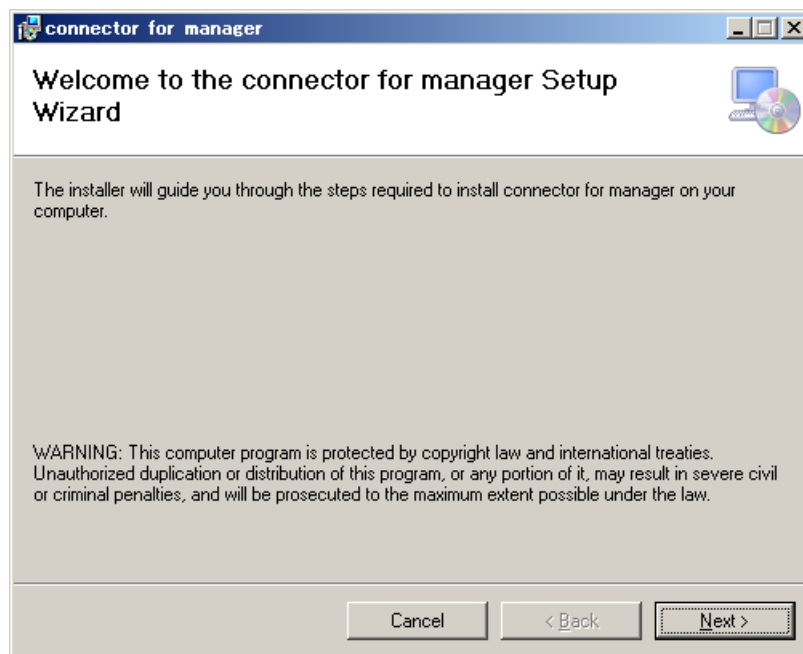 connector for manager
Welcome to the connector for manager Setup
Wizard
The installer will guide you through the steps required to install connector for manager on your
computer.
WARNING: This computer program is protected by copyright law and international treaties.
Unauthorized duplication or distribution of this program, or any portion of it, may result in severe civil
or criminal penalties, and will be prosecuted to the maximum extent possible under the law.
Cancel
< Back
Next >